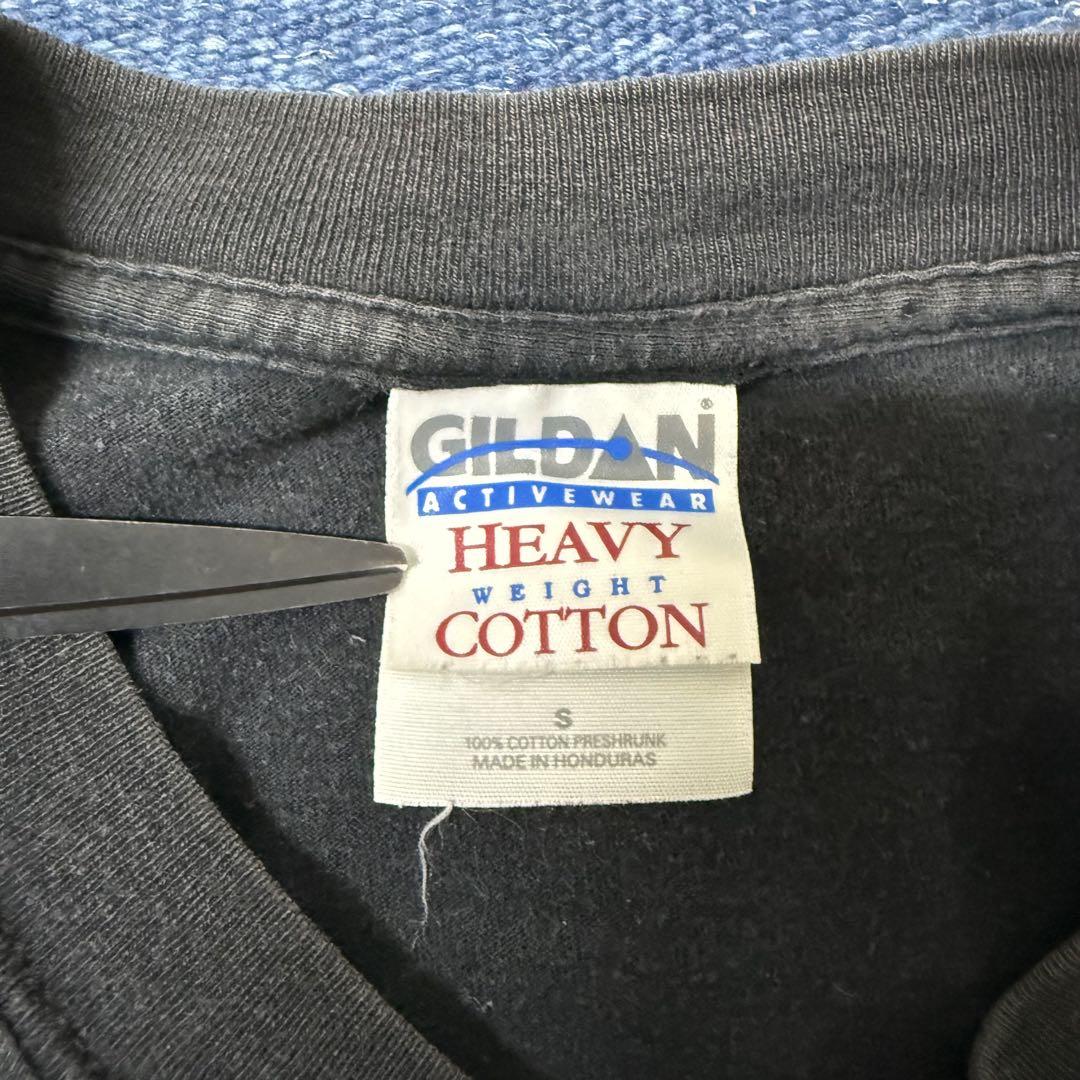 GILDAN®
ACTIVEWEAR
HEAVY
WEIGHT
COTTON
S
100% COTTON PRESHRUNK
MADE IN HONDURAS